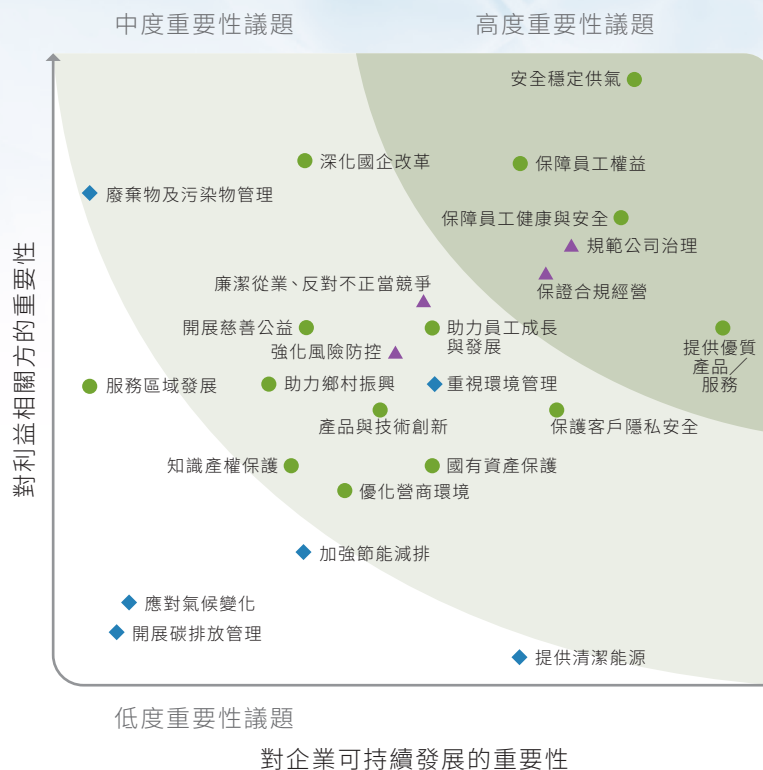 中度重要性議題
高度重要性議題
安全穩定供氣
深化國企改革
保障員工權益
廢棄物及污染物管理
保障員工健康與安全
規範公司治理
廉潔從業、反對不正當競爭
保證合規經營
開展慈善公益
助力員工成長
與發展
強化風險防控
提供優質
產品／
服務
服務區域發展
助力鄉村振興
重視環境管理
產品與技術創新
保護客戶隱私安全
知識產權保護
國有資產保護
優化營商環境
加強節能減排
應對氣候變化
開展碳排放管理
提供清潔能源
對利益相關方的重要性
低度重要性議題
對企業可持續發展的重要性